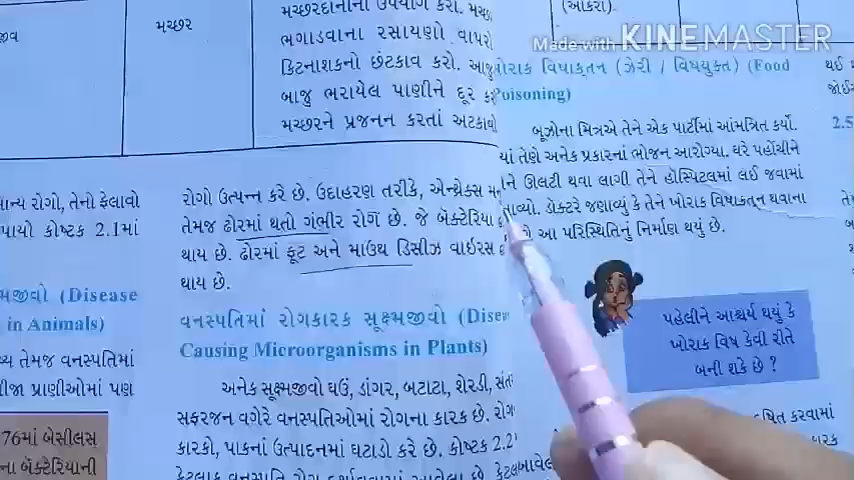 મચ્છરદાનીનો ઉપયોગ કરો.
ભગાડવાના રસાયણો વાપરો
કિટનાશકનો છંટકાવ કરો.
બાજુ ભરાયેલ પાણીને દૂર
મચ્છરને પ્રજનન કરતાં અટકાવો
મચ્છર
(આકરા).
Made with KINEMASTER
રોગો, તેનો ફેલાવો
કોષ્ટક 2.1માં
(Disease
in Animals)
તેમજ વનસ્પતિમાં
પ્રાણીઓમાં પણ
76માં બેસીલસ્
બૅક્ટેરિયાની
રોગો ઉત્પન્ન કરે છે. ઉદાહરણ તરીકે, એન્થ્રેક્સ
તેમજ ઢોરમાં થતો ગંભીર રોગ છે. જે બૅક્ટેરિયા
થાય છે. ઢોરમાં ફૂટ અને માઉથ ડિસીઝ વાઈરસ
થાય છે.
વનસ્પતિમાં રોગકારક સૂક્ષ્મજીવો
Causing Microorganisms in Plants)
અનેક સૂક્ષ્મજીવો ઘઉં, ડાંગર, બટાટા, શેરડી,
સફરજન વગેરે વનસ્પતિઓમાં રોગના કારક છે.
કારકો, પાકનાં ઉત્પાદનમાં ઘટાડો કરે છે. કોષ્ટક 2.2
ખોરાક વિષાક્તન (ઝેરી / વિષયુક્ત) (Food
Poisoning)
બૂઝોના મિત્રએ તેને એક પાર્ટીમાં આમંત્રિત કર્યો.
તેણે અનેક પ્રકારનાં ભોજન આરોગ્યા. ઘરે પહોંચીને
ઊલટી થવા લાગી તેને હોસ્પિટલમાં લઈ જવામાં
ડૉક્ટરે જણાવ્યું કે તેને ખોરાક વિષાક્તન થવાના
આ પરિસ્થિતિનું નિર્માણ થયું છે.
પહેલીને આશ્ચર્ય થયું કે
ખોરાક વિષ કેવી રીતે
બની શકે છે ?
કરવામાં
2.5